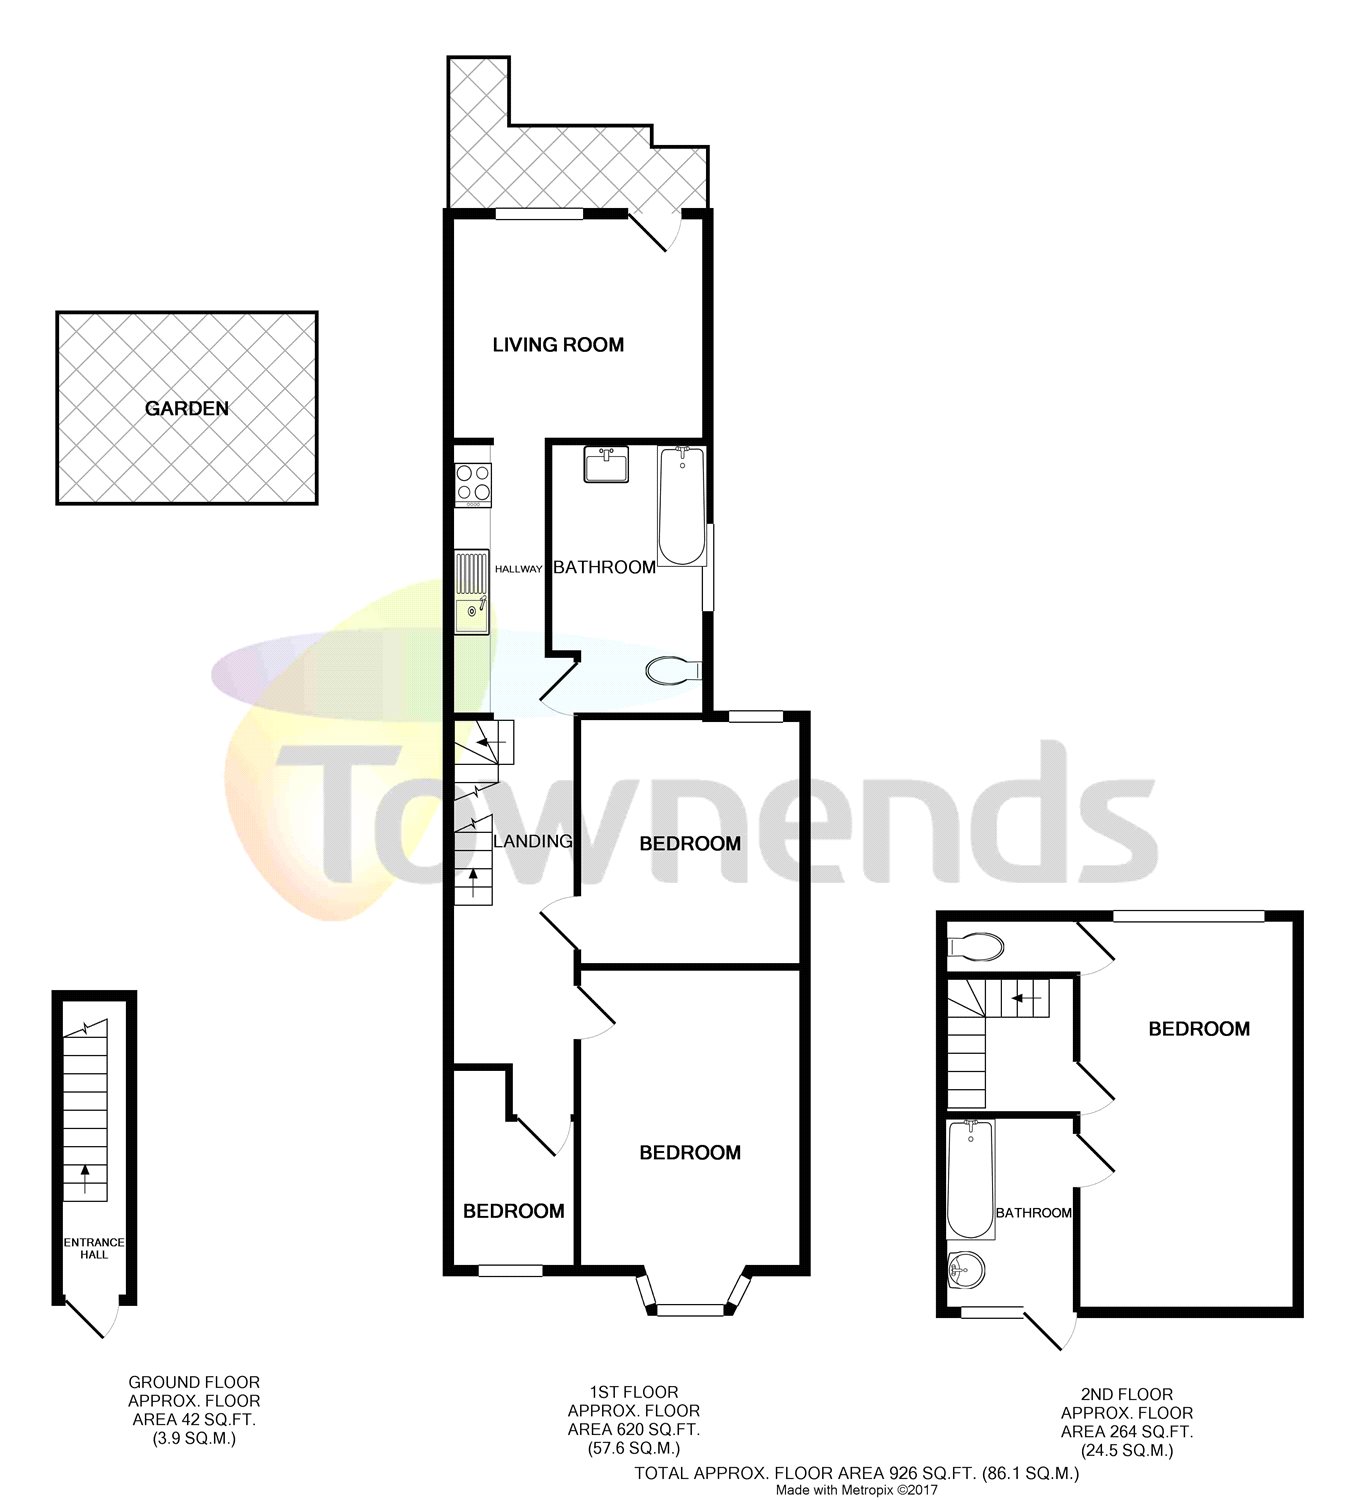 LIVING ROOM
GARDEN
HALLWAY
BATHROOM
Townends
LANDING
BEDROOM
BEDROOM
BEDROOM
BEDROOM
BATHROOM
ENTRANCE
HALL
GROUND FLOOR
APPROX. FLOOR
AREA 42 SQ.FT.
(3.9 SQ.M.)
1ST FLOOR
APPROX. FLOOR
AREA 620 SQ.FT.
(57.6 SQ.M.)
2ND FLOOR
APPROX. FLOOR
AREA 264 SQ.FT.
(24.5 SQ.M.)
TOTAL APPROX. FLOOR AREA 926 SQ.FT. (86.1 SQ.M.)
Made with Metropix ©2017